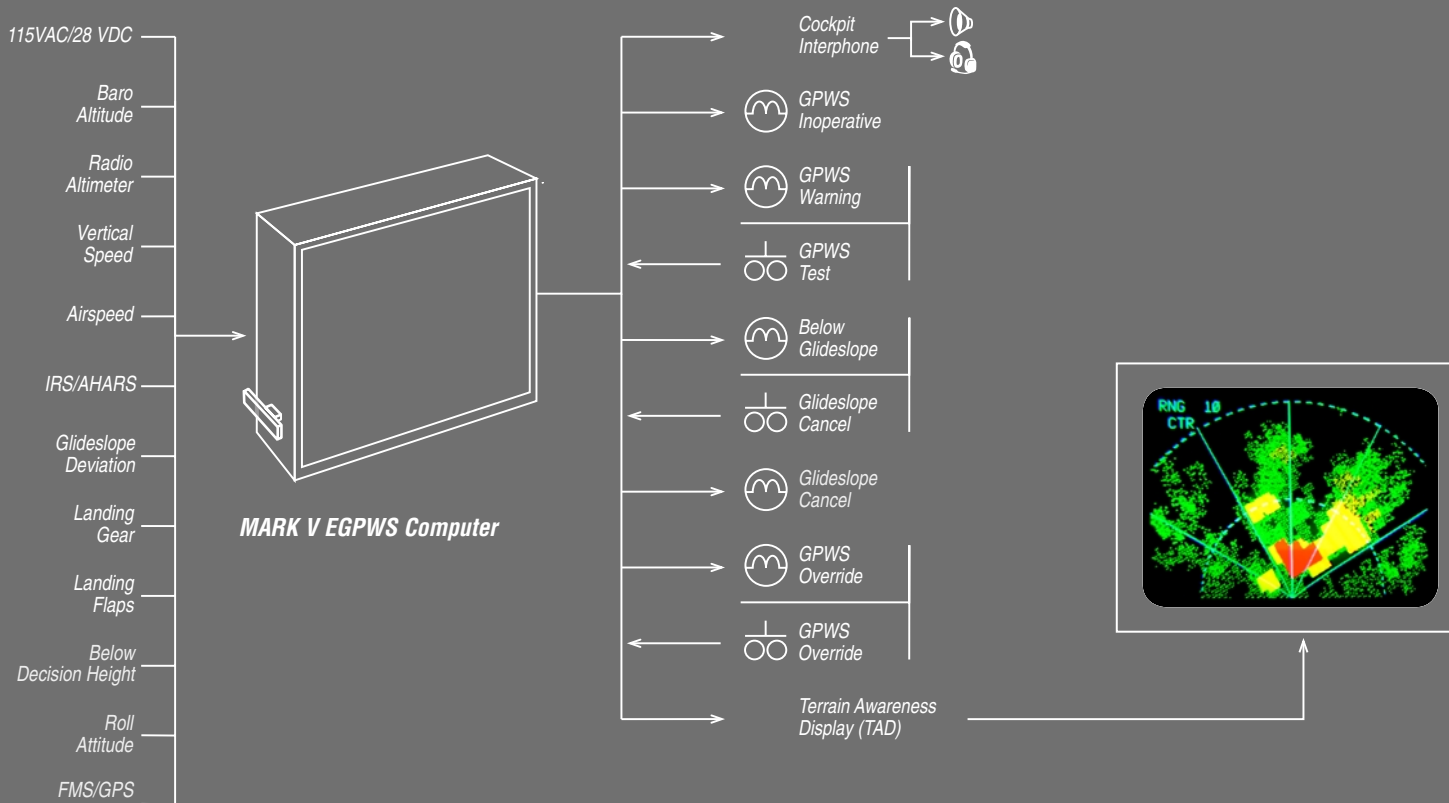 115VAC/28 VDC
Baro
Altitude
Radio
Altimeter
Vertical
Speed
Airspeed
IRS/AHARS
Glideslope
Deviation
Landing
Gear
Landing
Flaps
Below
Decision Height
Roll
Attitude
FMS/GPS
MARK V EGPWS Computer
Cockpit
Interphone
GPWS
Inoperative
GPWS
Warning
GPWS
Test
Below
Glideslope
Glideslope
Cancel
Glideslope
Cancel
GPWS
Override
GPWS
Override
Terrain Awareness
Display (TAD)
RNG 10
CTR